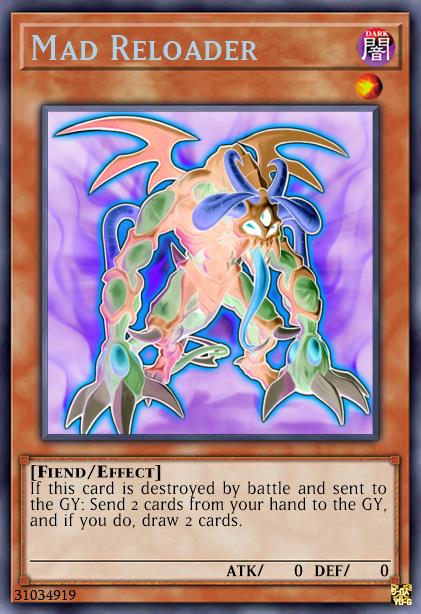 Mad Reloader
DARK
闇
[Fiend/Effect]
If this card is destroyed by battle and sent to
the GY: Send 2 cards from your hand to the GY,
and if you do, draw 2 cards.
ATK/ 0 DEF/ 0
31034919